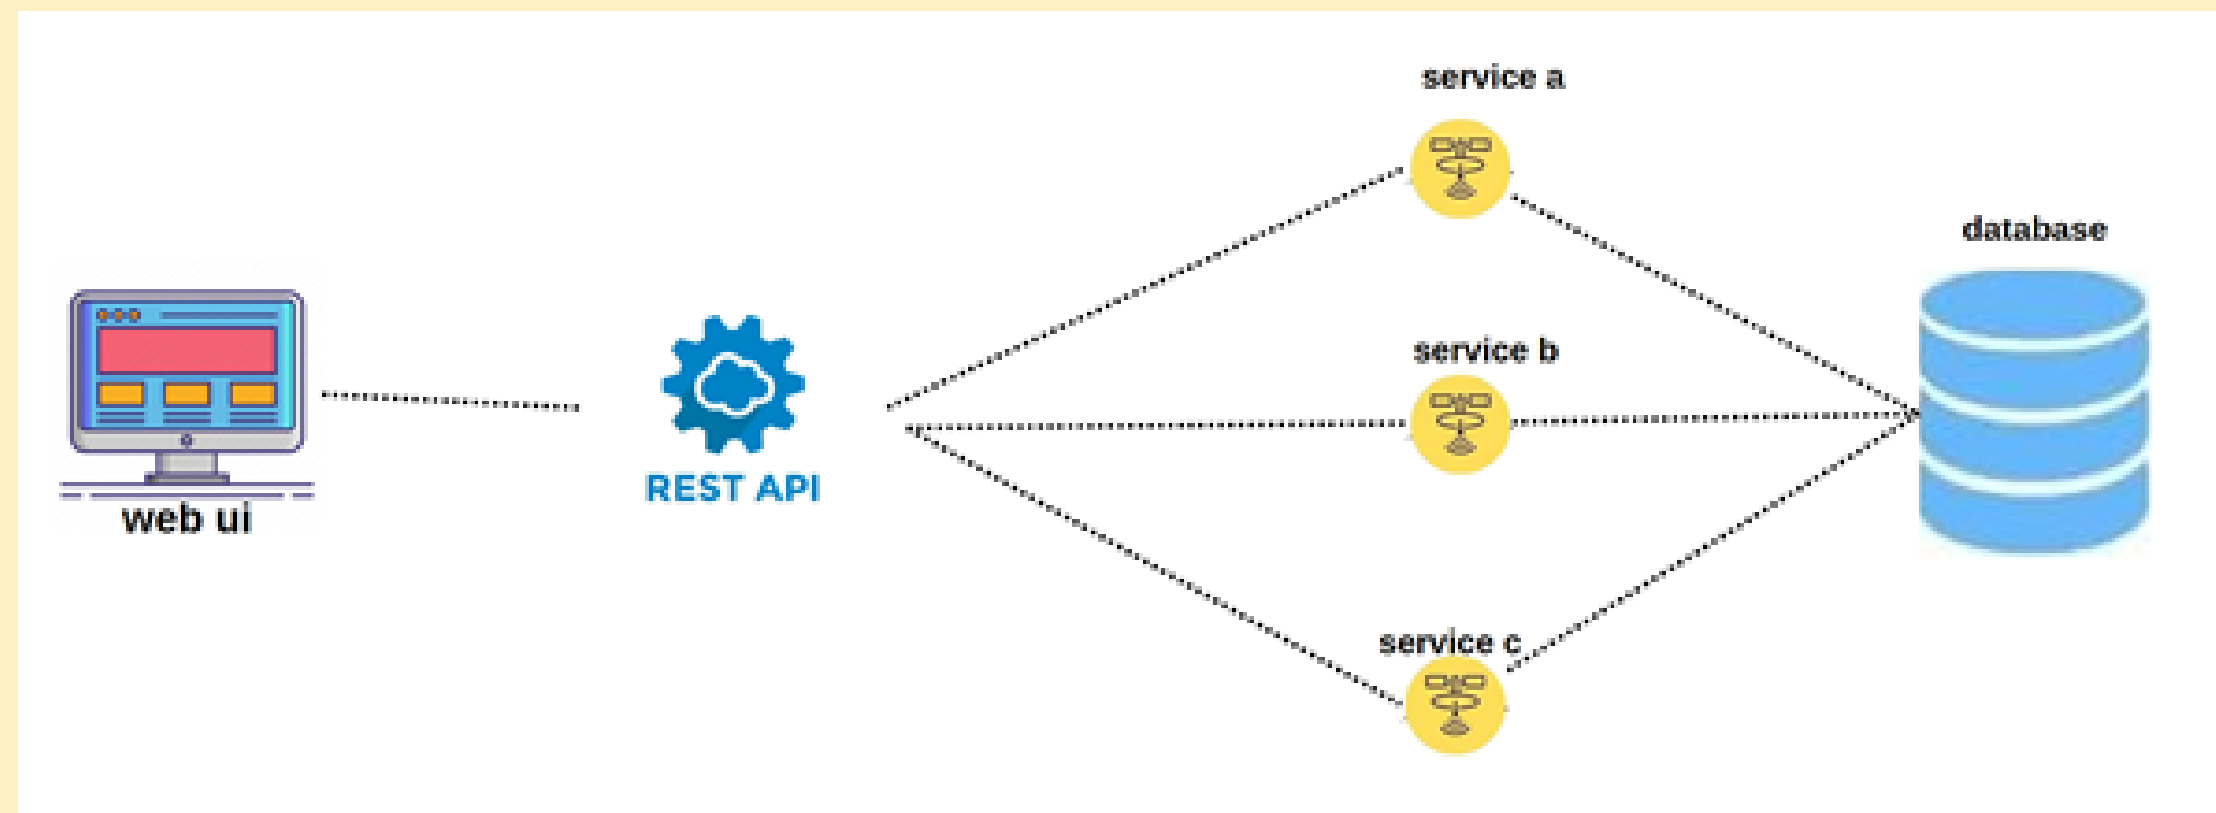 service a
database
service b
REST API
web ui
service c